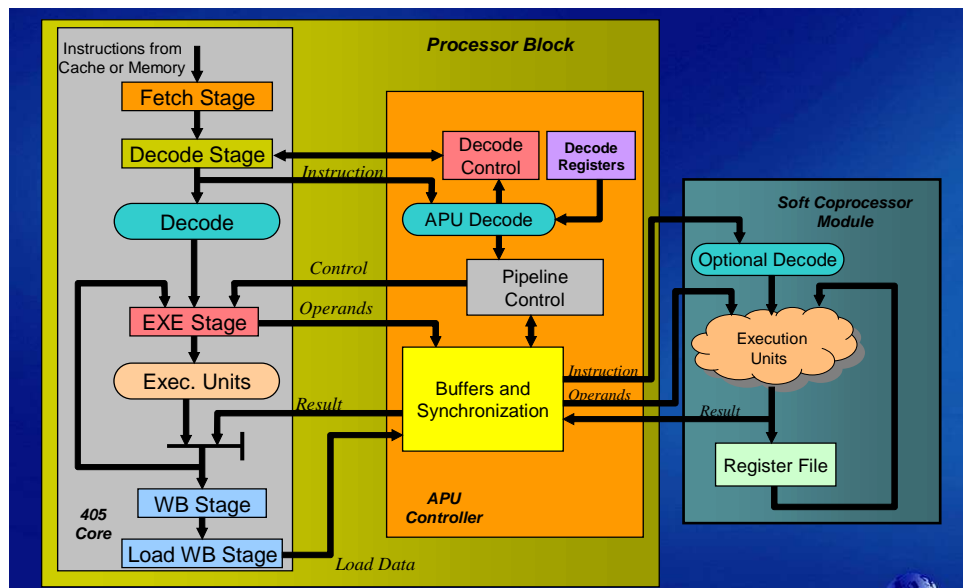 Processor Block
Instructions from
Cache or Memory
Fetch Stage
Decode Stage
Instruction
Decode
Control
EXE Stage
Operands
Exec. Units
Result
WB Stage
405
Core
Load WB Stage
Load Data
Decode
Control
Decode
Registers
APU Decode
Pipeline
Control
Buffers and
Synchronization
APU
Controller
Instruction
Operands
Result
Soft Coprocessor
Module
Optional Decode
Execution
Units
Register File